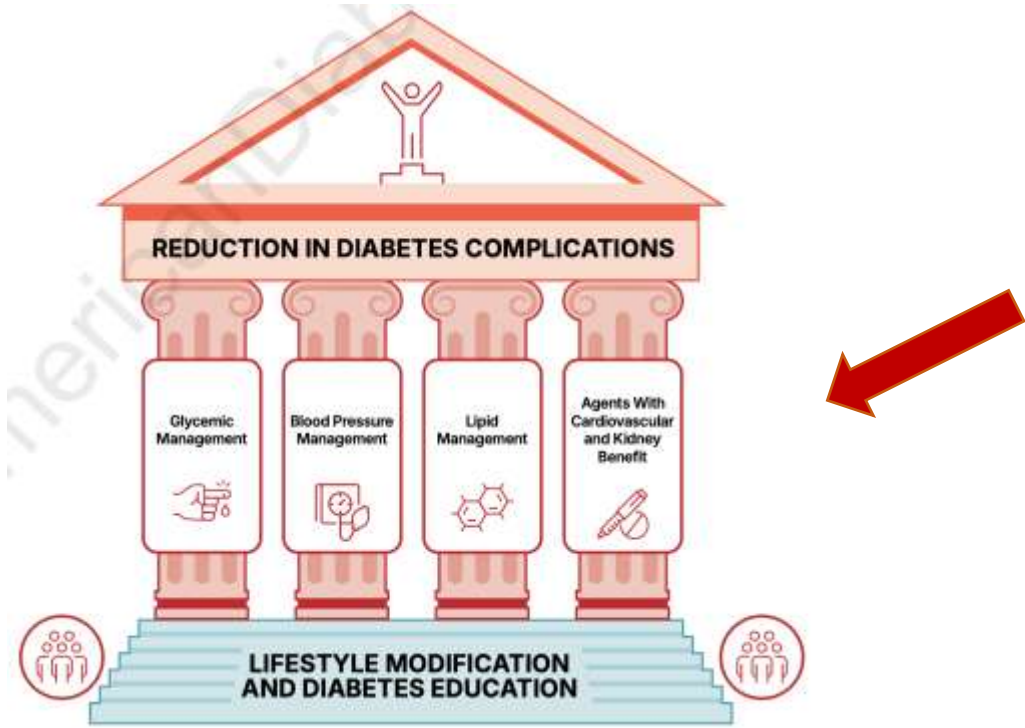 REDUCTION IN DIABETES COMPLICATIONS
Glycemic
Management
Blood Pressure
Management
Lipid
Management
Agents With
Cardiovascular
and Kidney
Benefit
LIFESTYLE MODIFICATION
AND DIABETES EDUCATION